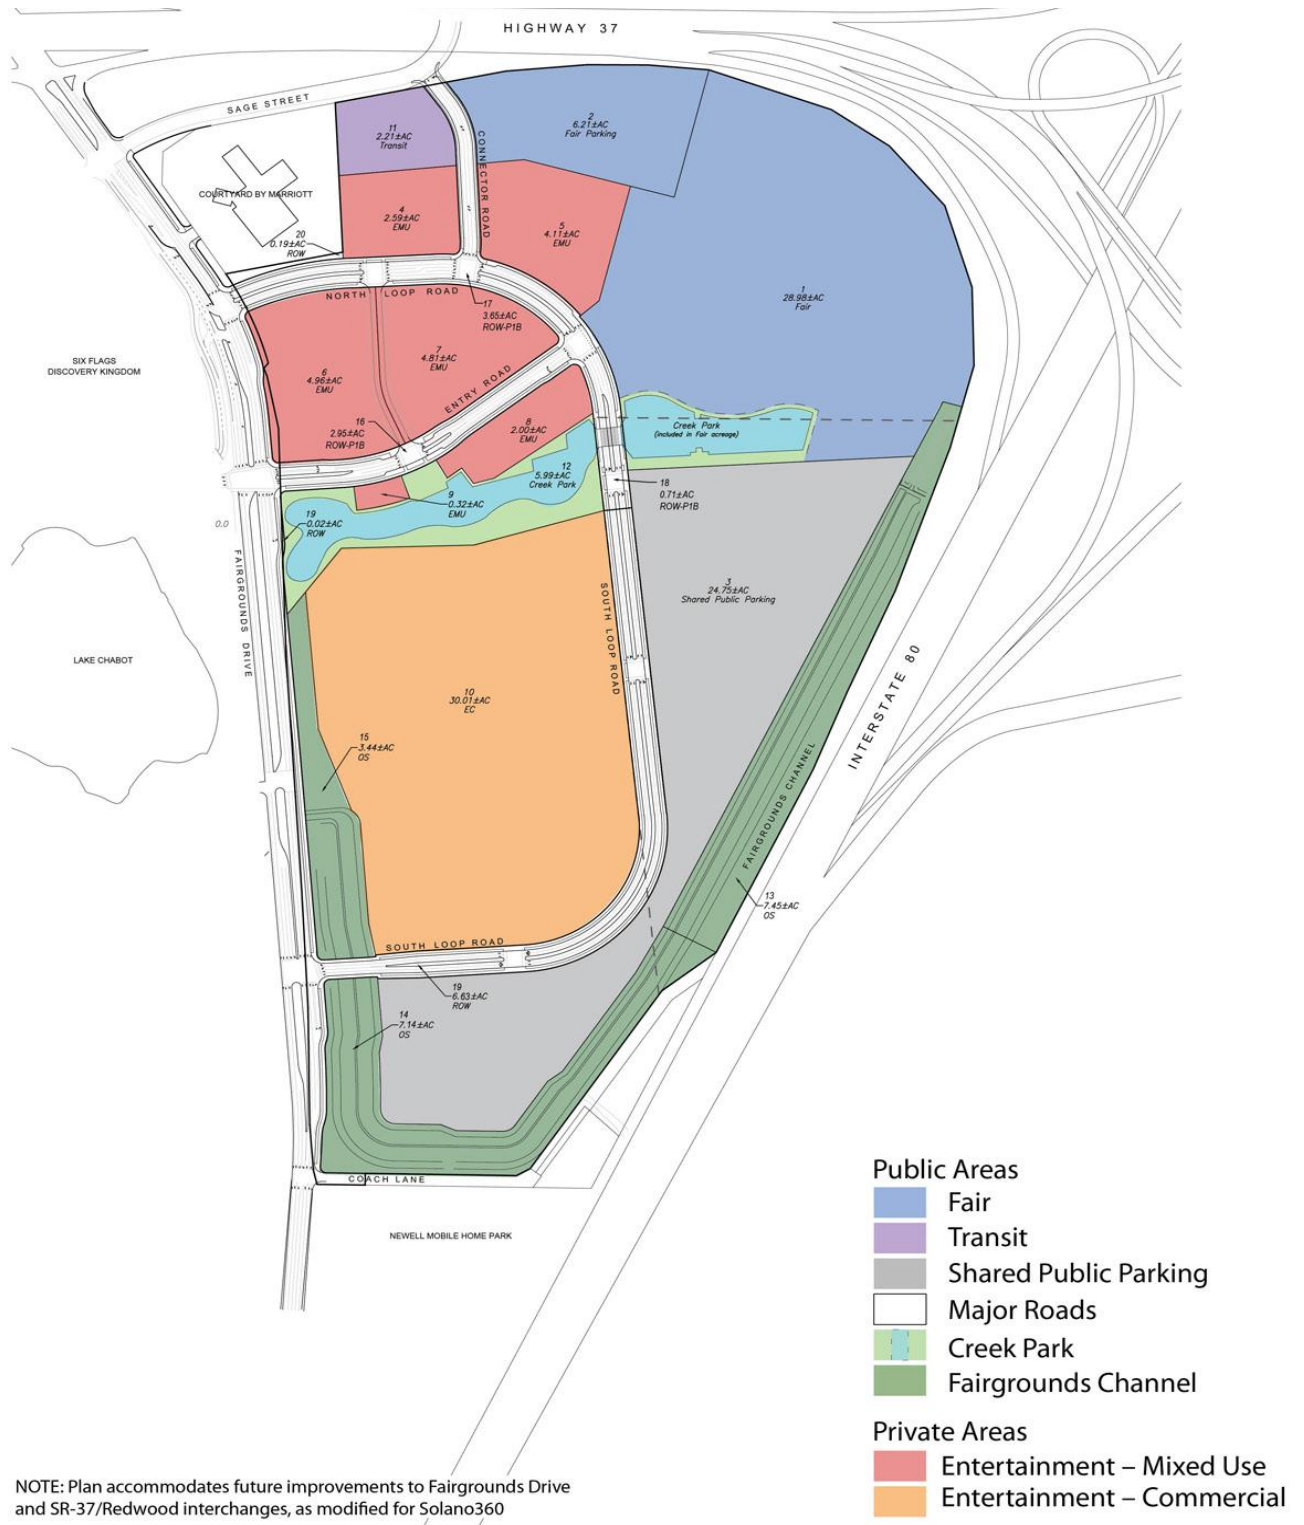 HIGHWAY 37
SAGE STREET
11
2.21±AC
Transit
2
6.21±AC
Fair Parking
CONNECTOR ROAD
COURTYARD BY MARRIOTT
4
2.59±AC
EMU
5
4.11±AC
EMU
20
0.19±AC
ROW
NORTH LOOP ROAD
1
28.98±AC
Fair
17
3.65±AC
ROW-P1B
SIX FLAGS
DISCOVERY KINGDOM
6
4.96±AC
EMU
7
4.81±AC
EMU
ENTRY ROAD
16
2.95±AC
ROW-P1B
8
2.00±AC
EMU
Creek Park
(included in Fair acreage)
12
5.99±AC
Creek Park
9
0.32±AC
EMU
18
0.71±AC
ROW-P1B
19
0.02±AC
ROW
0.0
FAIRGROUNDS DRIVE
3
24.75±AC
Shared Public Parking
SOUTH LOOP ROAD
LAKE CHABOT
10
30.01±AC
EC
INTERSTATE 80
15
3.44±AC
OS
FAIRGROUNDS CHANNEL
13
7.45±AC
OS
SOUTH LOOP ROAD
19
6.63±AC
ROW
14
7.14±AC
OS
COACH LANE
NEWELL MOBILE HOME PARK
Public Areas
Fair
Transit
Shared Public Parking
Major Roads
Creek Park
Fairgrounds Channel
Private Areas
Entertainment – Mixed Use
Entertainment – Commercial
NOTE: Plan accommodates future improvements to Fairgrounds Drive
and SR-37/Redwood interchanges, as modified for Solano360